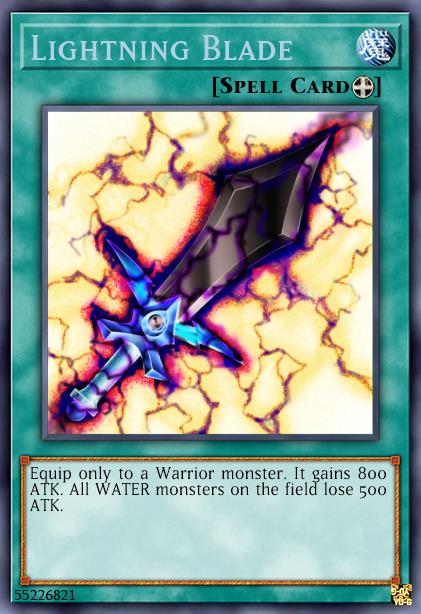 Lightning Blade
魔
[Spell Card]
Equip only to a Warrior monster. It gains 800
ATK. All WATER monsters on the field lose 500
ATK.
55226821